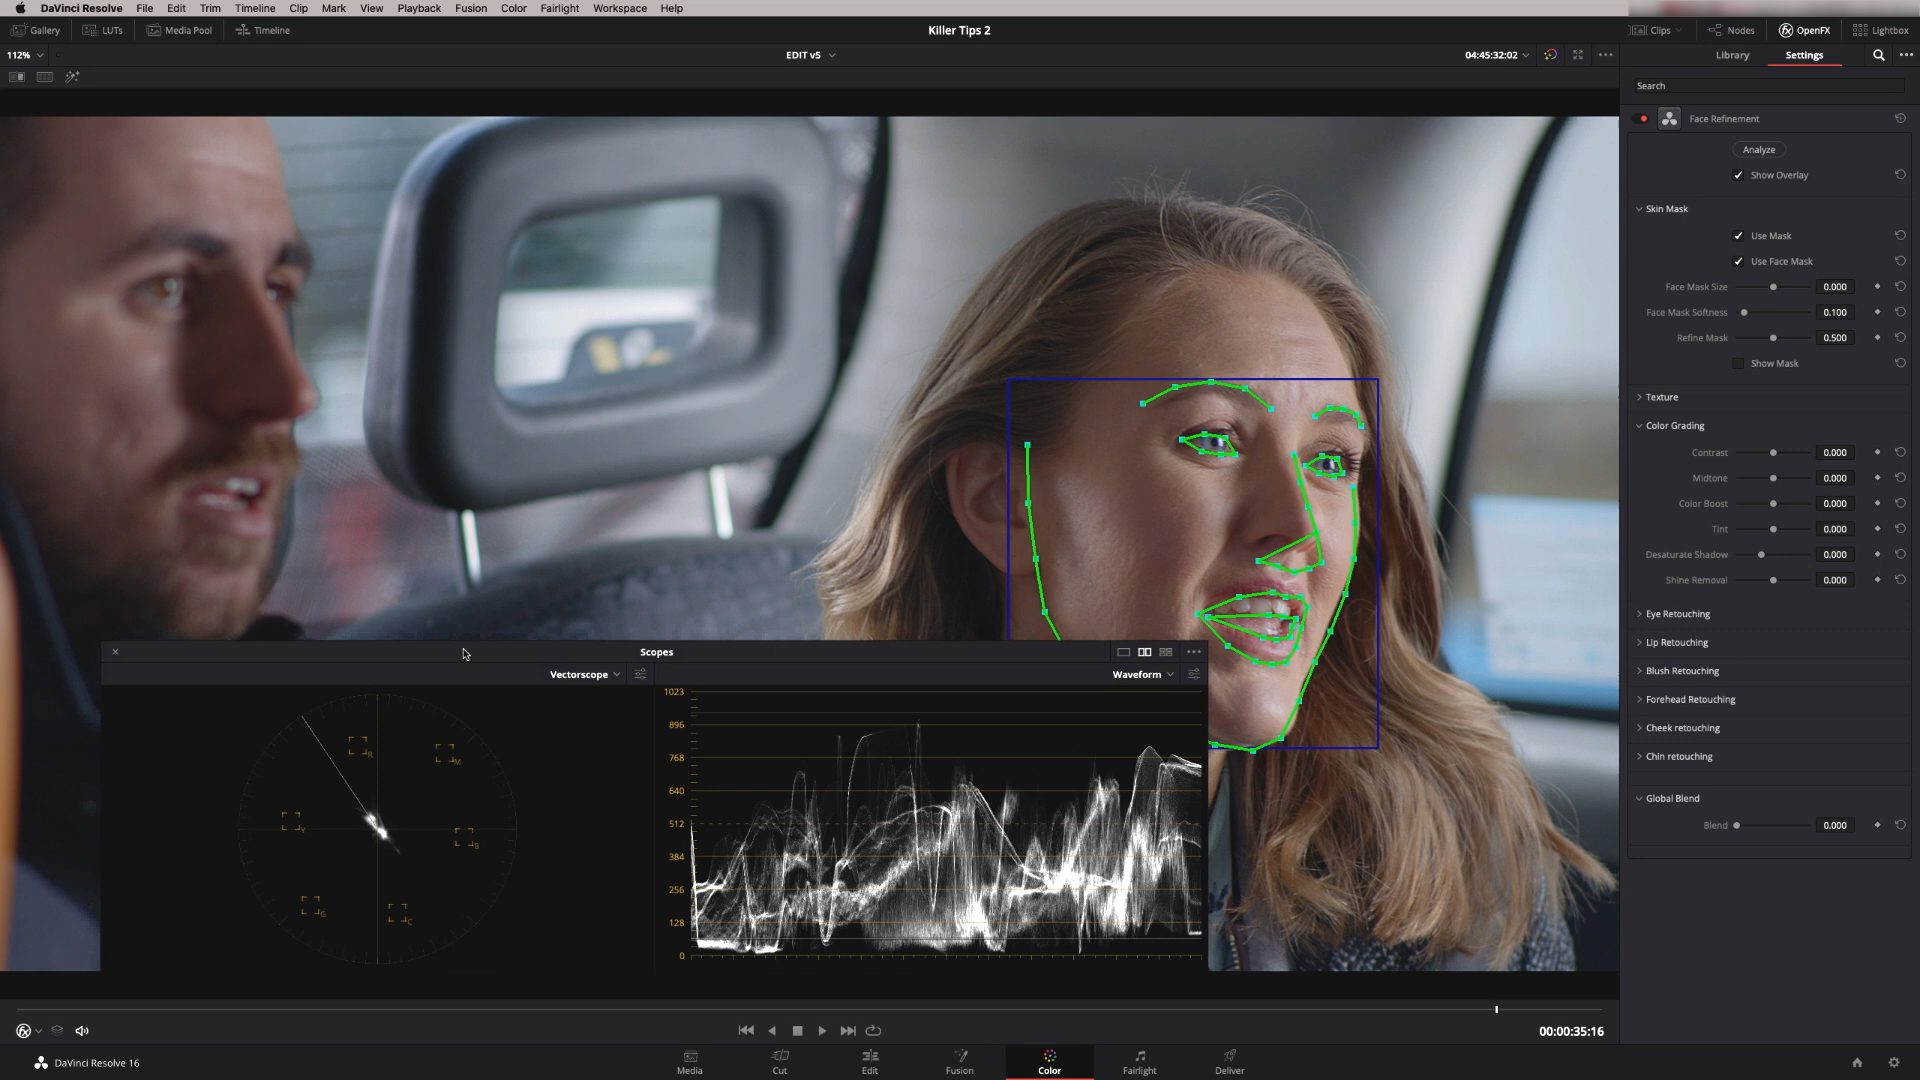 DaVinci Resolve File Edit Trim Timeline Clip Mark View Playback Fusion Color Fairlight Workspace Help
Gallery LUTs Media Pool Timeline Killer Tips 2 Clips Nodes OpenFX Lightbox
112% EDIT v5 04:45:32:02 Library Settings
Search
Face Refinement
Analyze
Show Overlay
Skin Mask
Use Mask
Use Face Mask
Face Mask Size 0.000
Face Mask Softness 0.100
Refine Mask 0.500
Show Mask
Texture
Color Grading
Contrast 0.000
Midtone 0.000
Color Boost 0.000
Tint 0.000
Desaturate Shadow 0.000
Shine Removal 0.000
Eye Retouching
Lip Retouching
Blush Retouching
Forehead Retouching
Cheek retouching
Chin retouching
Global Blend
Blend 0.000
Scopes
Vectorscope Waveform
R
M
Y
B
G
C
1023
896
768
640
512
384
256
128
0
00:00:35:16
DaVinci Resolve 16 Media Cut Edit Fusion Color Fairlight Deliver